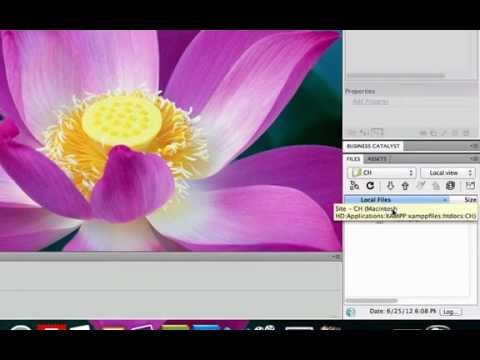 Properties
Add Property
BUSINESS CATALYST
FILES ASSETS
CH Local view
Local Files Size
Site - CH (Macintosh
HD:Applications:XAMPP xamppfiles:htdocs:CH)
Date: 6/25/12 6:08 PM Log...